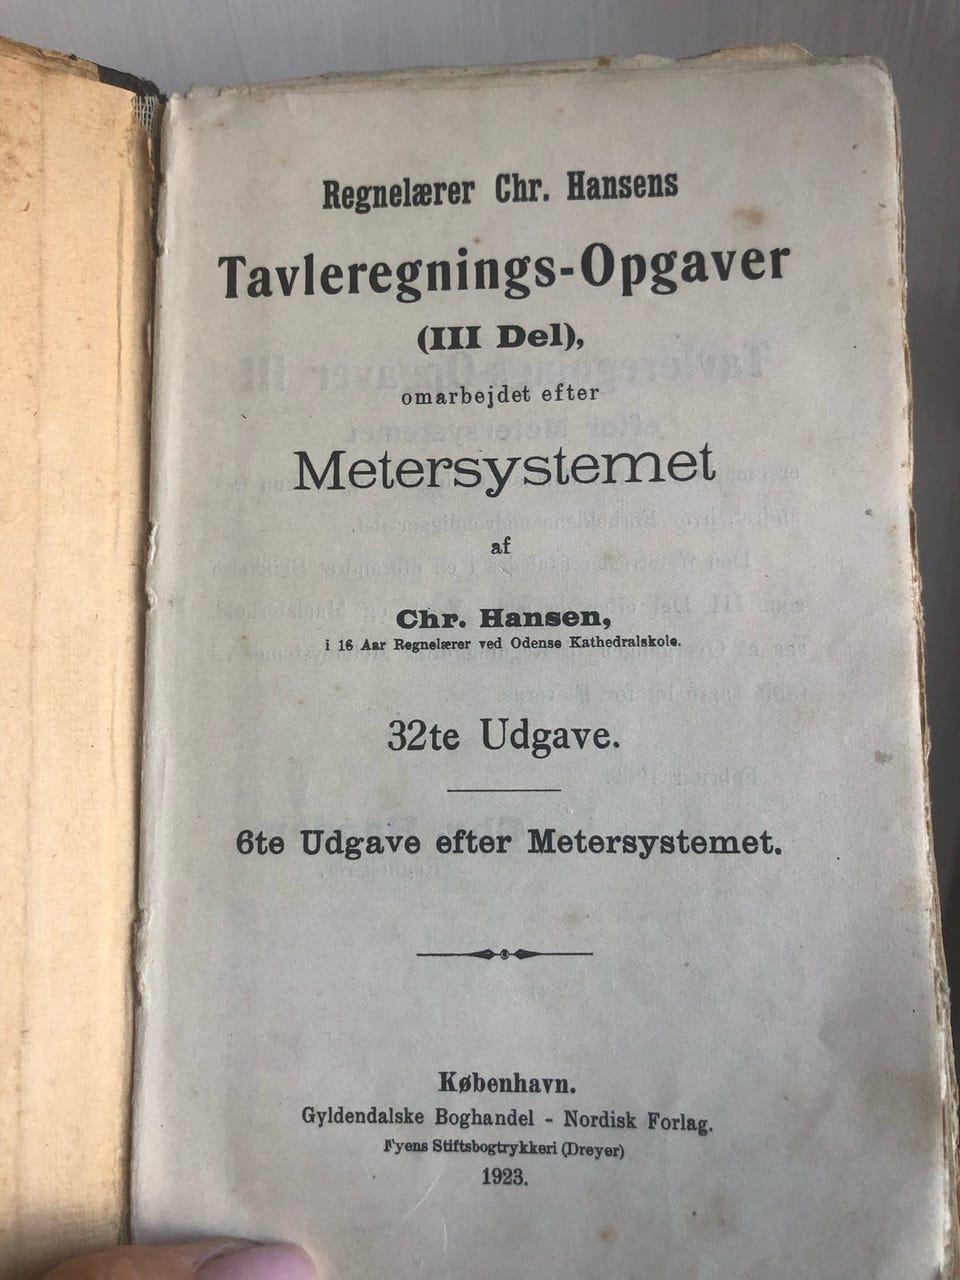 Regnelærer Chr. Hansens
Tavleregnings-Opgaver
(III Del),
omarbejdet efter
Metersystemet
af
Chr. Hansen,
i 16 Aar Regnelærer ved Odense Kathedralskole.
32te Udgave.
6te Udgave efter Metersystemet.
København.
Gyldendalske Boghandel - Nordisk Forlag.
Fyens Stiftsbogtrykkeri (Dreyer)
1923.